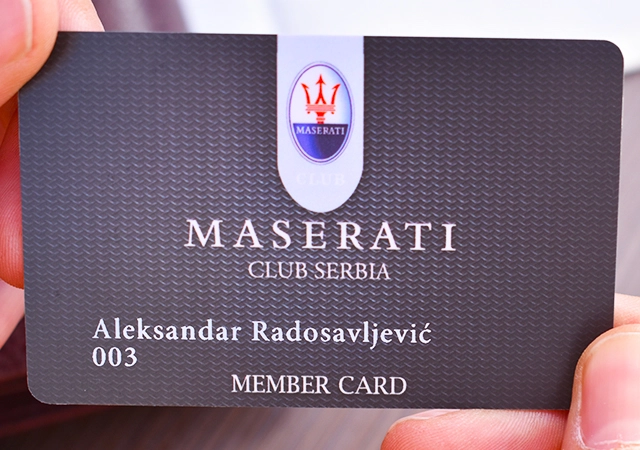 MASERATI
CLUB
MASERATI
CLUB SERBIA
Aleksandar Radosavljević
003
MEMBER CARD